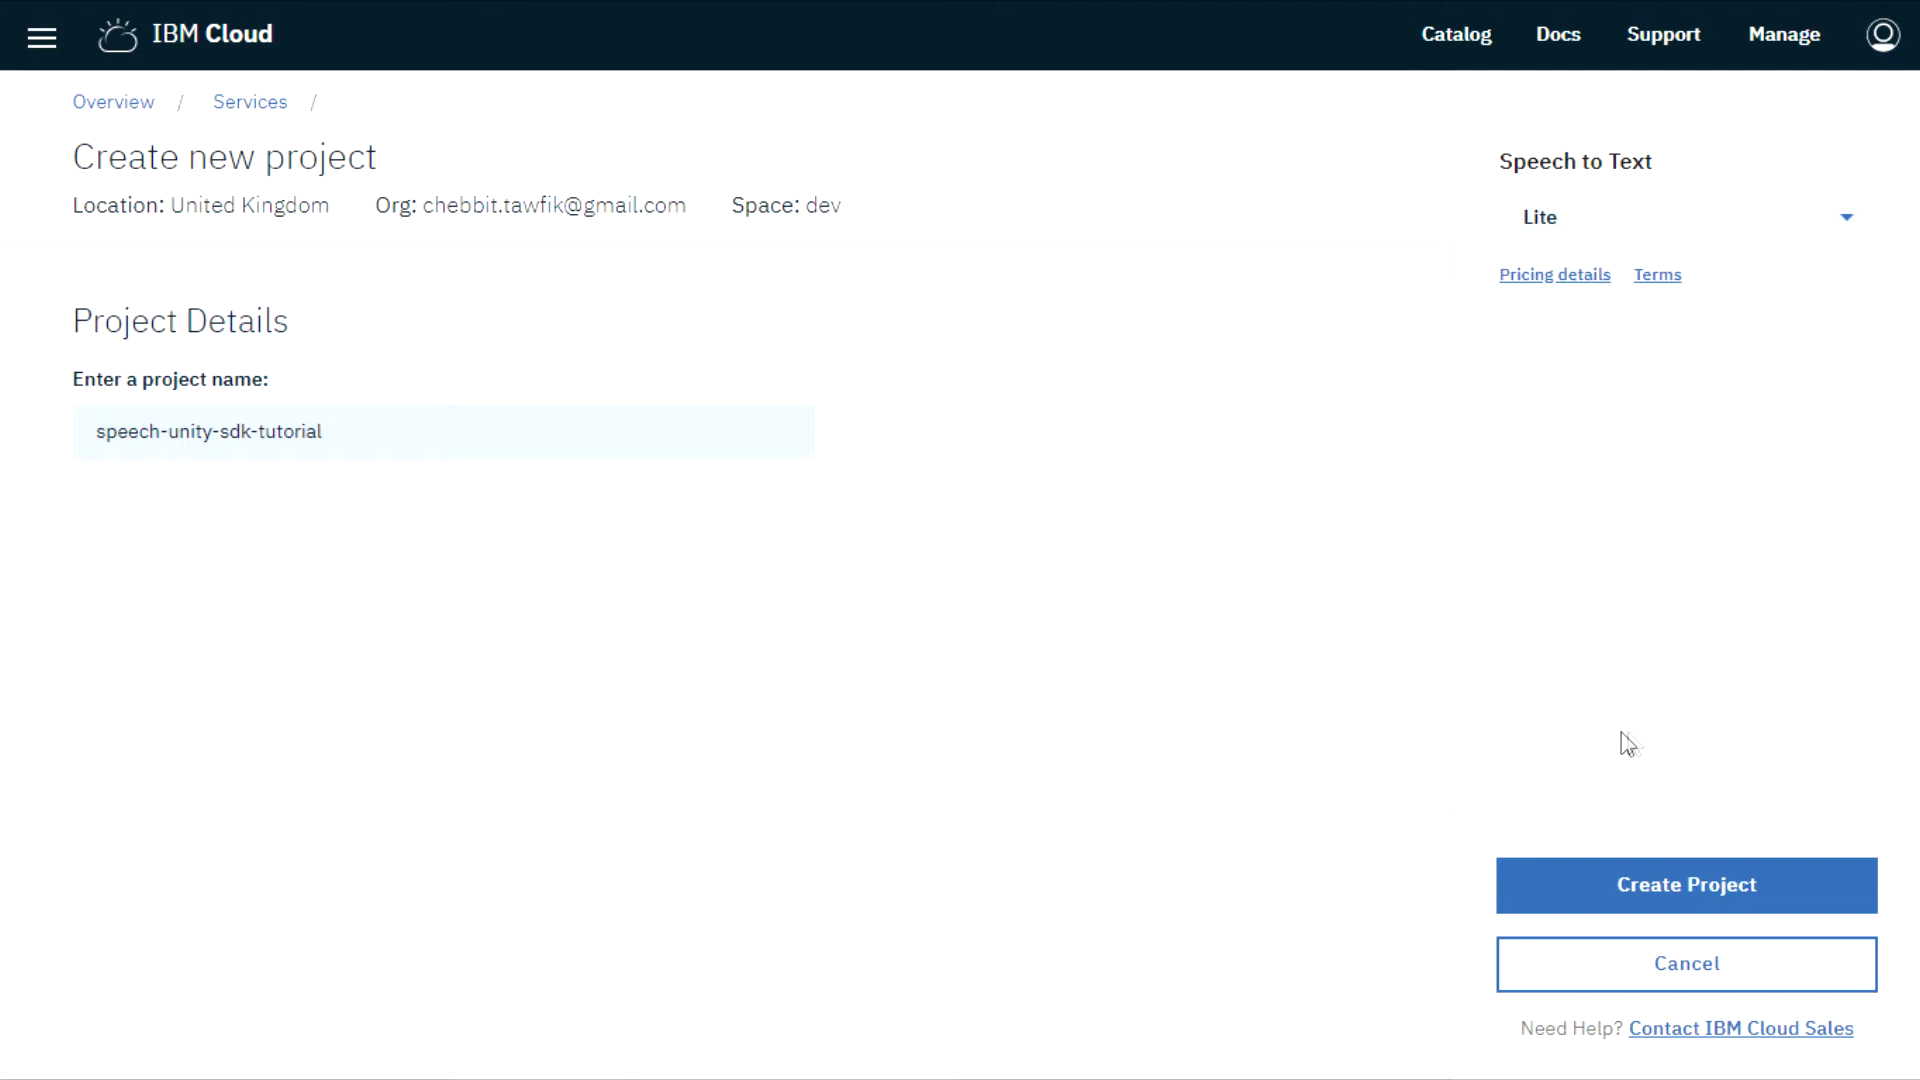 IBM Cloud
Catalog Docs Support Manage
Overview / Services /
Create new project
Location: United Kingdom Org: chebbit.tawfik@gmail.com Space: dev
Project Details
Enter a project name:
speech-unity-sdk-tutorial
Speech to Text
Lite
Pricing details Terms
Create Project
Cancel
Need Help? Contact IBM Cloud Sales